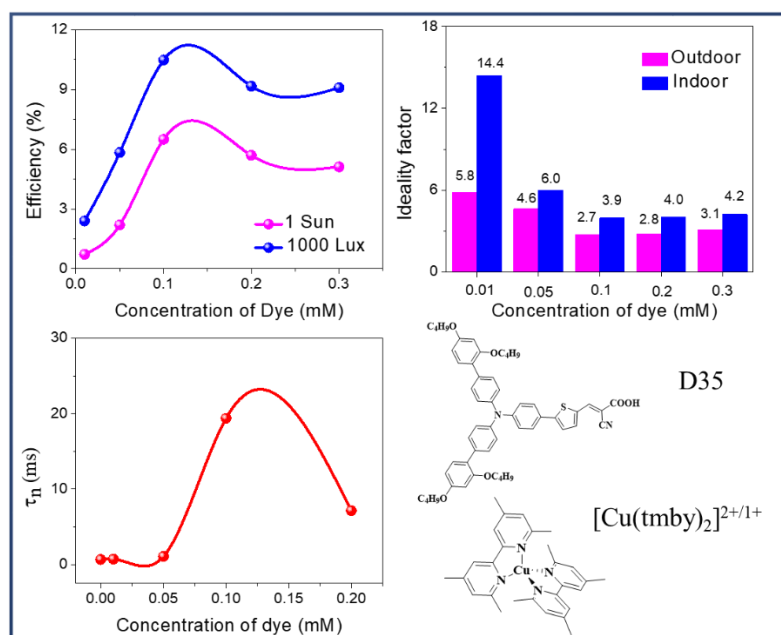 12
9
6
3
0
Efficiency (%)
1 Sun
1000 Lux
0.0
0.1
0.2
0.3
Concentration of Dye (mM)
18
12
6
0
Ideality factor
Outdoor
Indoor
5.8
14.4
4.6
6.0
2.7
3.9
2.8
4.0
3.1
4.2
0.01
0.05
0.1
0.2
0.3
Concentration of dye (mM)
30
20
10
0
τn (ms)
0.00
0.05
0.10
0.15
0.20
Concentration of dye (mM)
C₄H₉O
OC₄H₉
N
S
COOH
CN
OC₄H₉
C₄H₉O
D35
[Cu(tmby)₂]²⁺/¹⁺
N
Cu
N
N
N